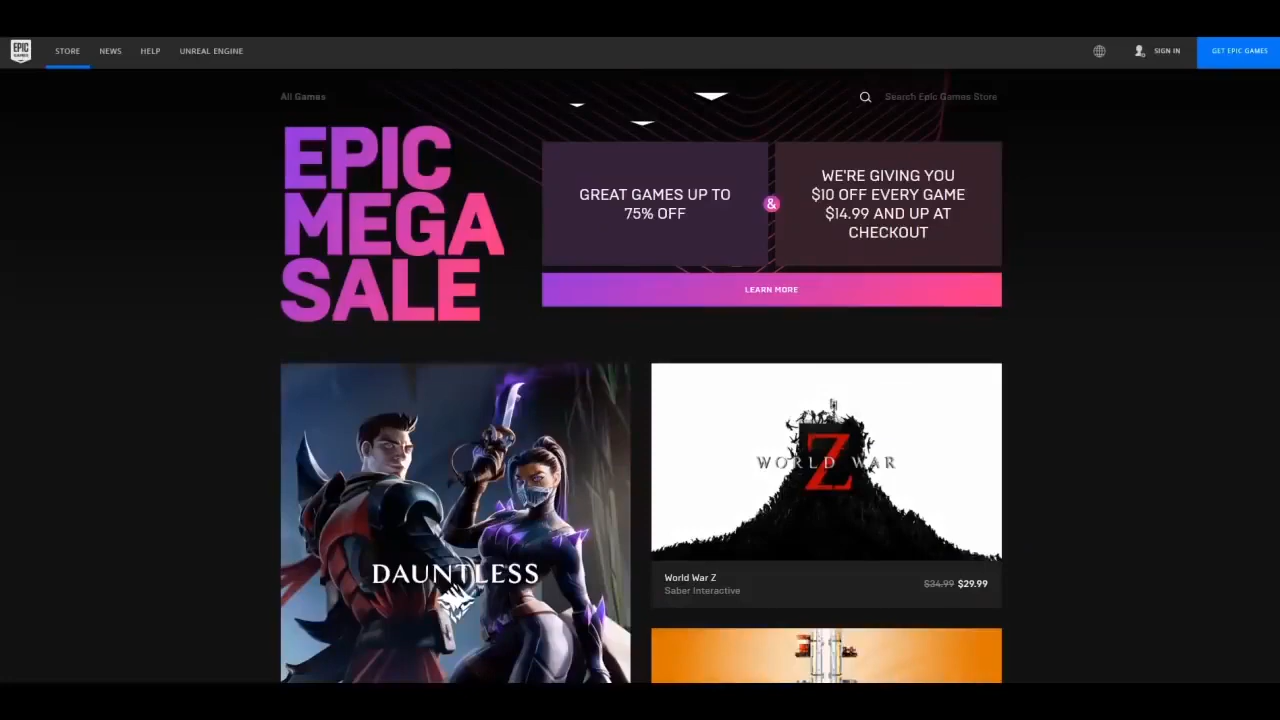 EPIC
GAMES
STORE
NEWS
HELP
UNREAL ENGINE
SIGN IN
GET EPIC GAMES
All Games
Search Epic Games Store
EPIC
MEGA
SALE
GREAT GAMES UP TO
75% OFF
&
WE'RE GIVING YOU
$10 OFF EVERY GAME
$14.99 AND UP AT
CHECKOUT
LEARN MORE
DAUNTLESS
WORLD WAR
Z
World War Z
Saber Interactive
$34.99 $29.99